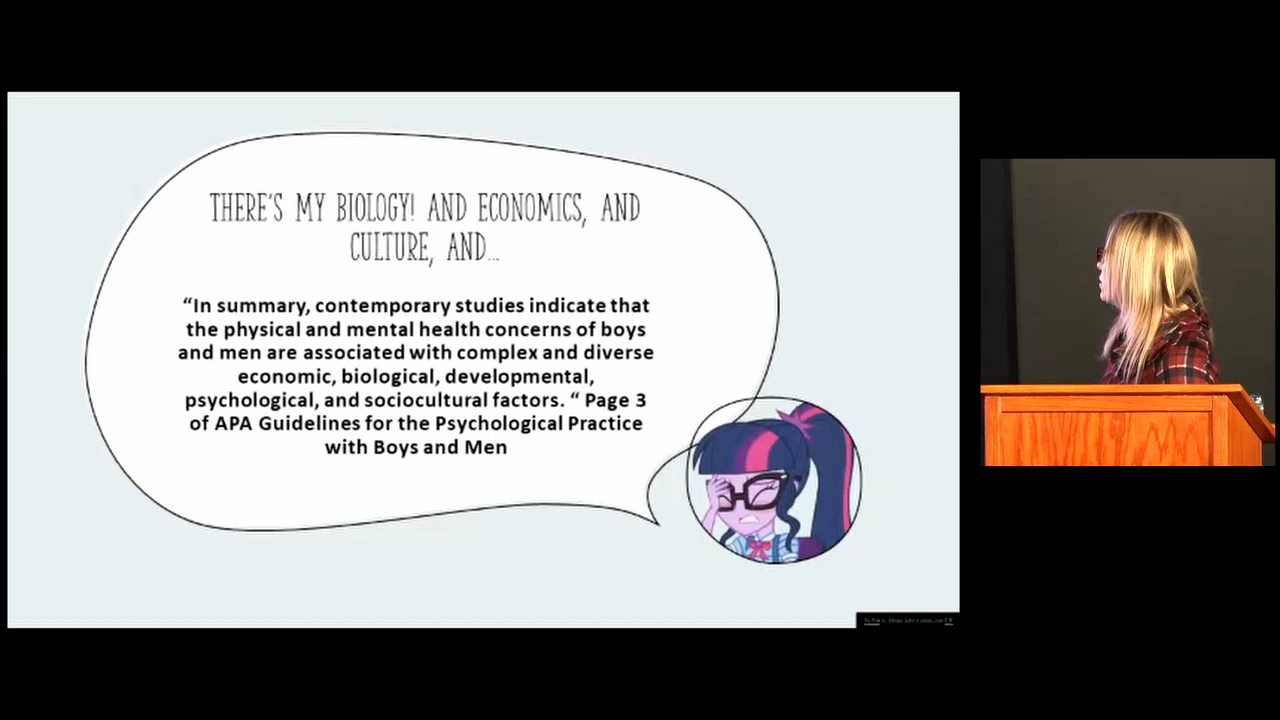 THERE'S MY BIOLOGY! AND ECONOMICS, AND
CULTURE, AND...
“In summary, contemporary studies indicate that
the physical and mental health concerns of boys
and men are associated with complex and diverse
economic, biological, developmental,
psychological, and sociocultural factors. “ Page 3
of APA Guidelines for the Psychological Practice
with Boys and Men